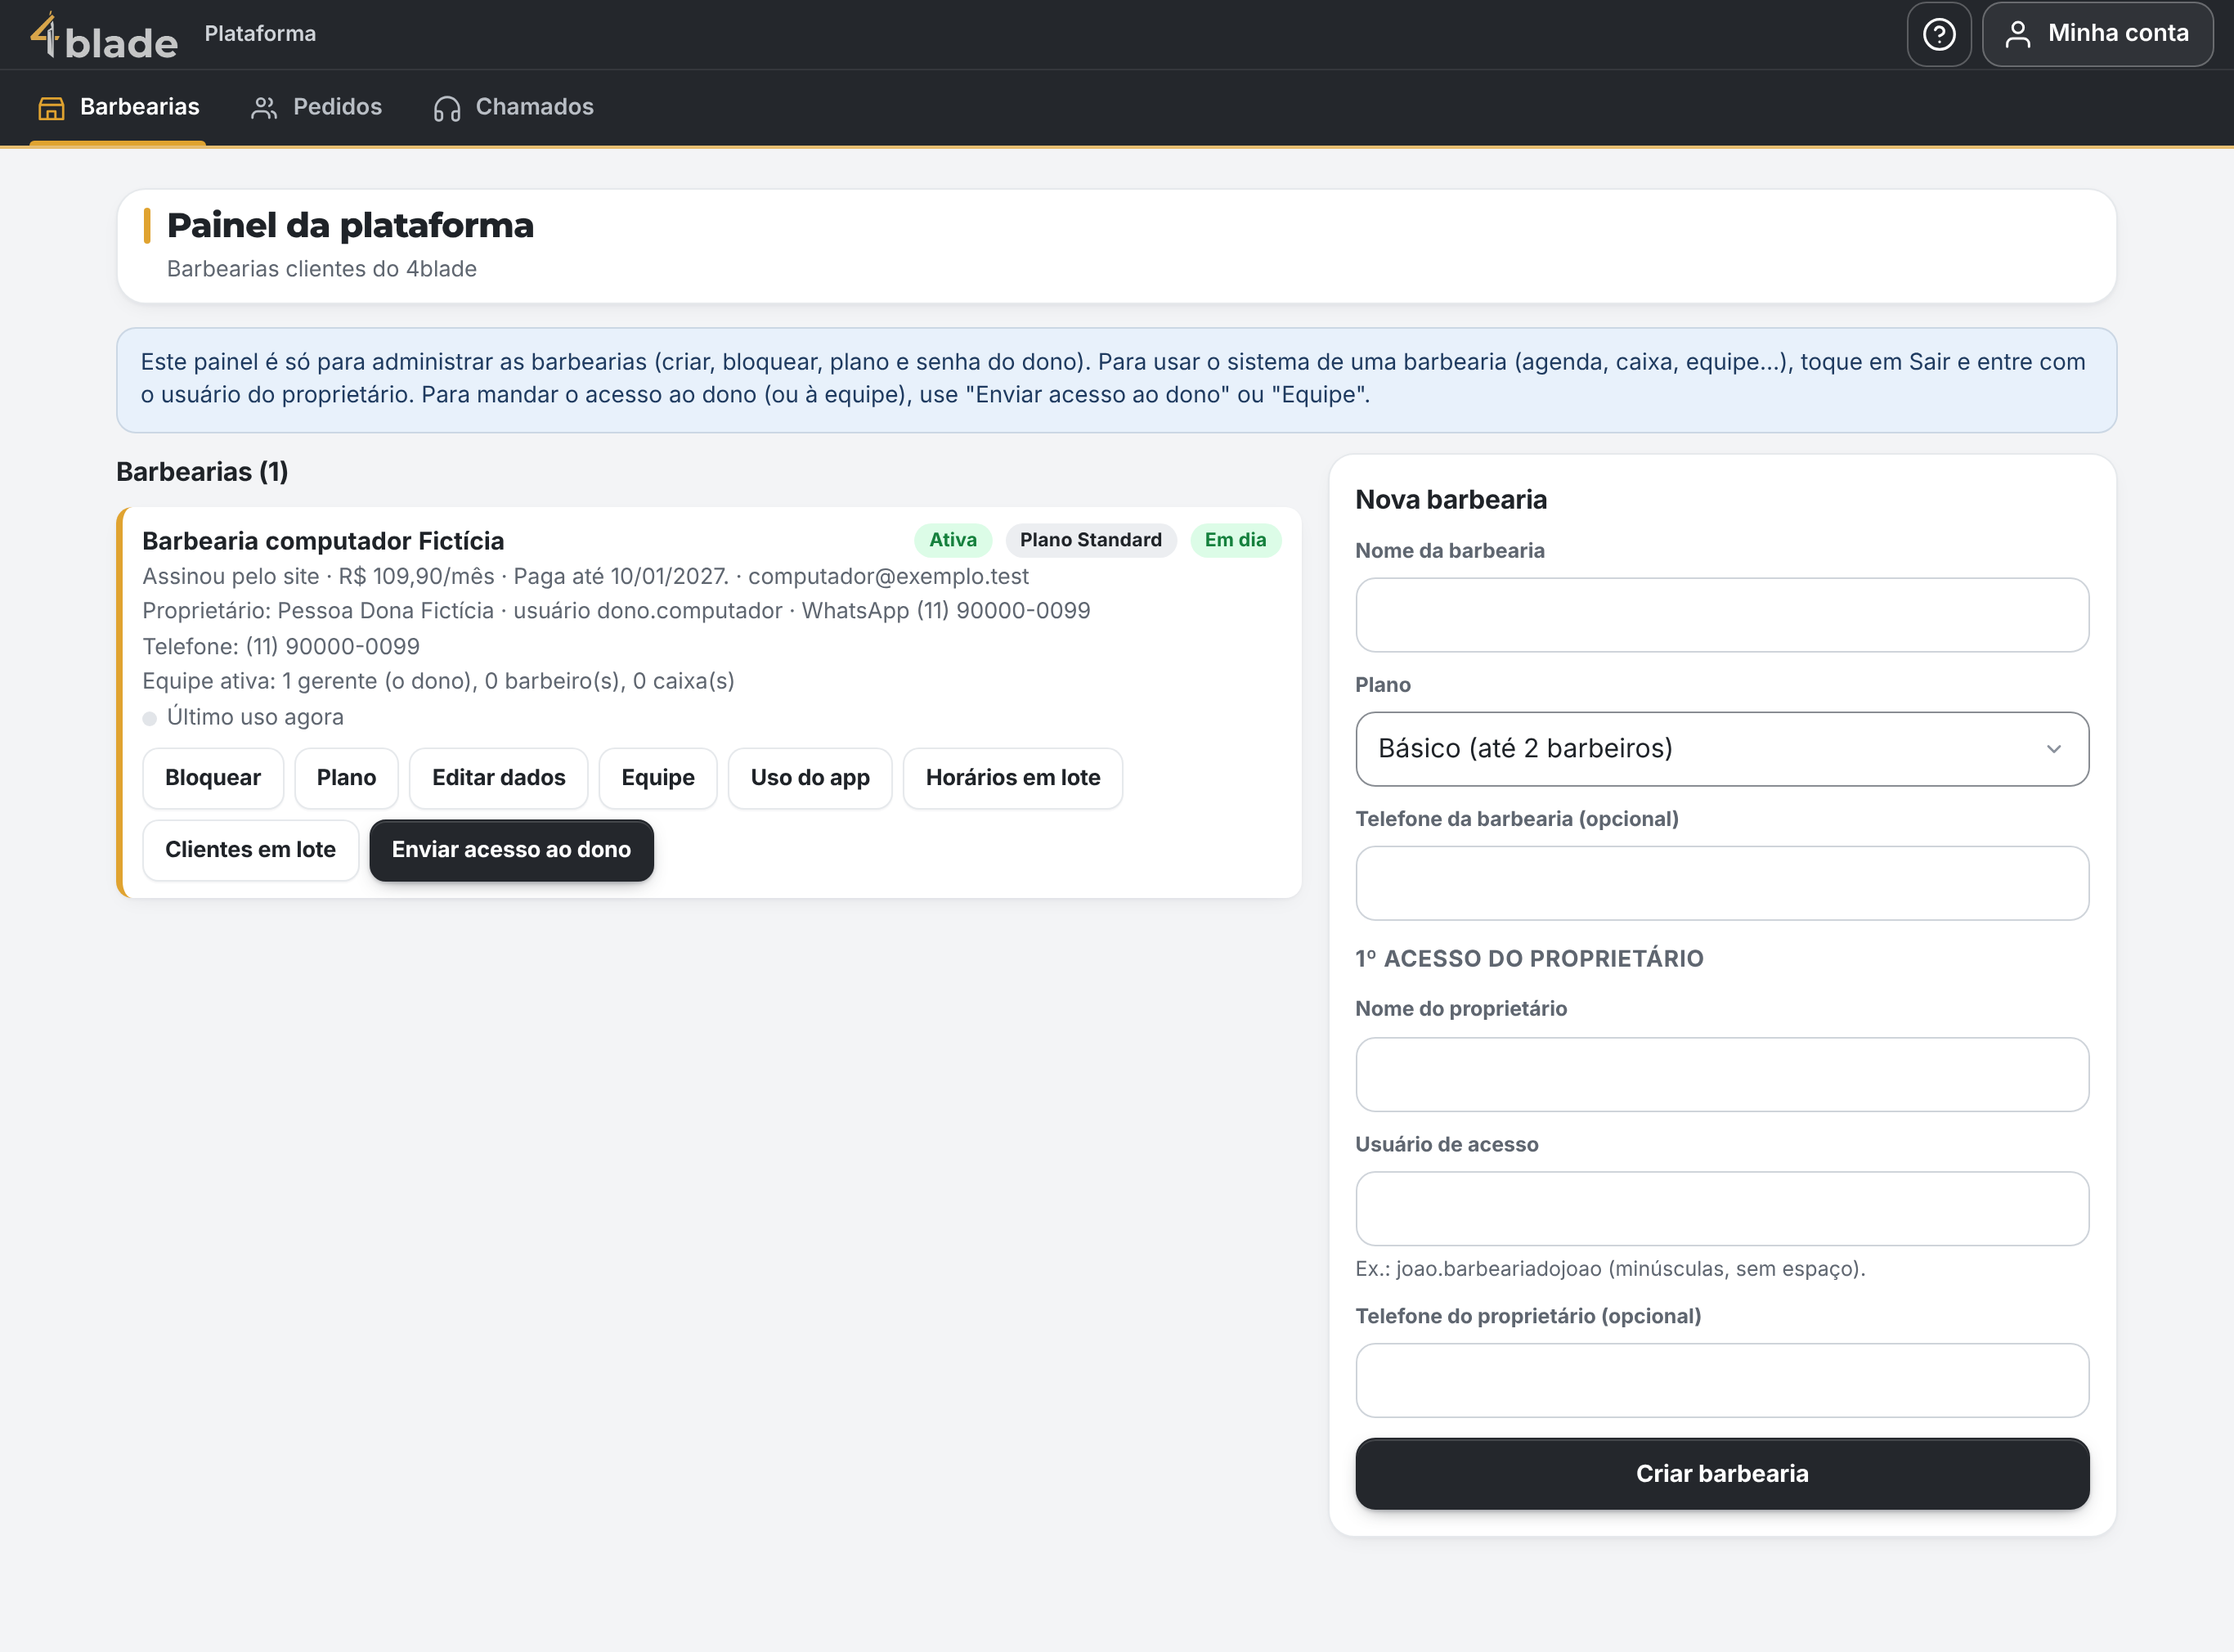 4blade Plataforma
Minha conta
Barbearias Pedidos Chamados
Painel da plataforma
Barbearias clientes do 4blade
Este painel é só para administrar as barbearias (criar, bloquear, plano e senha do dono). Para usar o sistema de uma barbearia (agenda, caixa, equipe...), toque em Sair e entre com
o usuário do proprietário. Para mandar o acesso ao dono (ou à equipe), use "Enviar acesso ao dono" ou "Equipe".
Barbearias (1)
Barbearia computador Fictícia Ativa Plano Standard Em dia
Assinou pelo site · R$ 109,90/mês · Paga até 10/01/2027. · computador@exemplo.test
Proprietário: Pessoa Dona Fictícia · usuário dono.computador · WhatsApp (11) 90000-0099
Telefone: (11) 90000-0099
Equipe ativa: 1 gerente (o dono), 0 barbeiro(s), 0 caixa(s)
Último uso agora
Bloquear Plano Editar dados Equipe Uso do app Horários em lote
Clientes em lote Enviar acesso ao dono
Nova barbearia
Nome da barbearia
Plano
Básico (até 2 barbeiros)
Telefone da barbearia (opcional)
1º ACESSO DO PROPRIETÁRIO
Nome do proprietário
Usuário de acesso
Ex.: joao.barbeariadojoao (minúsculas, sem espaço).
Telefone do proprietário (opcional)
Criar barbearia